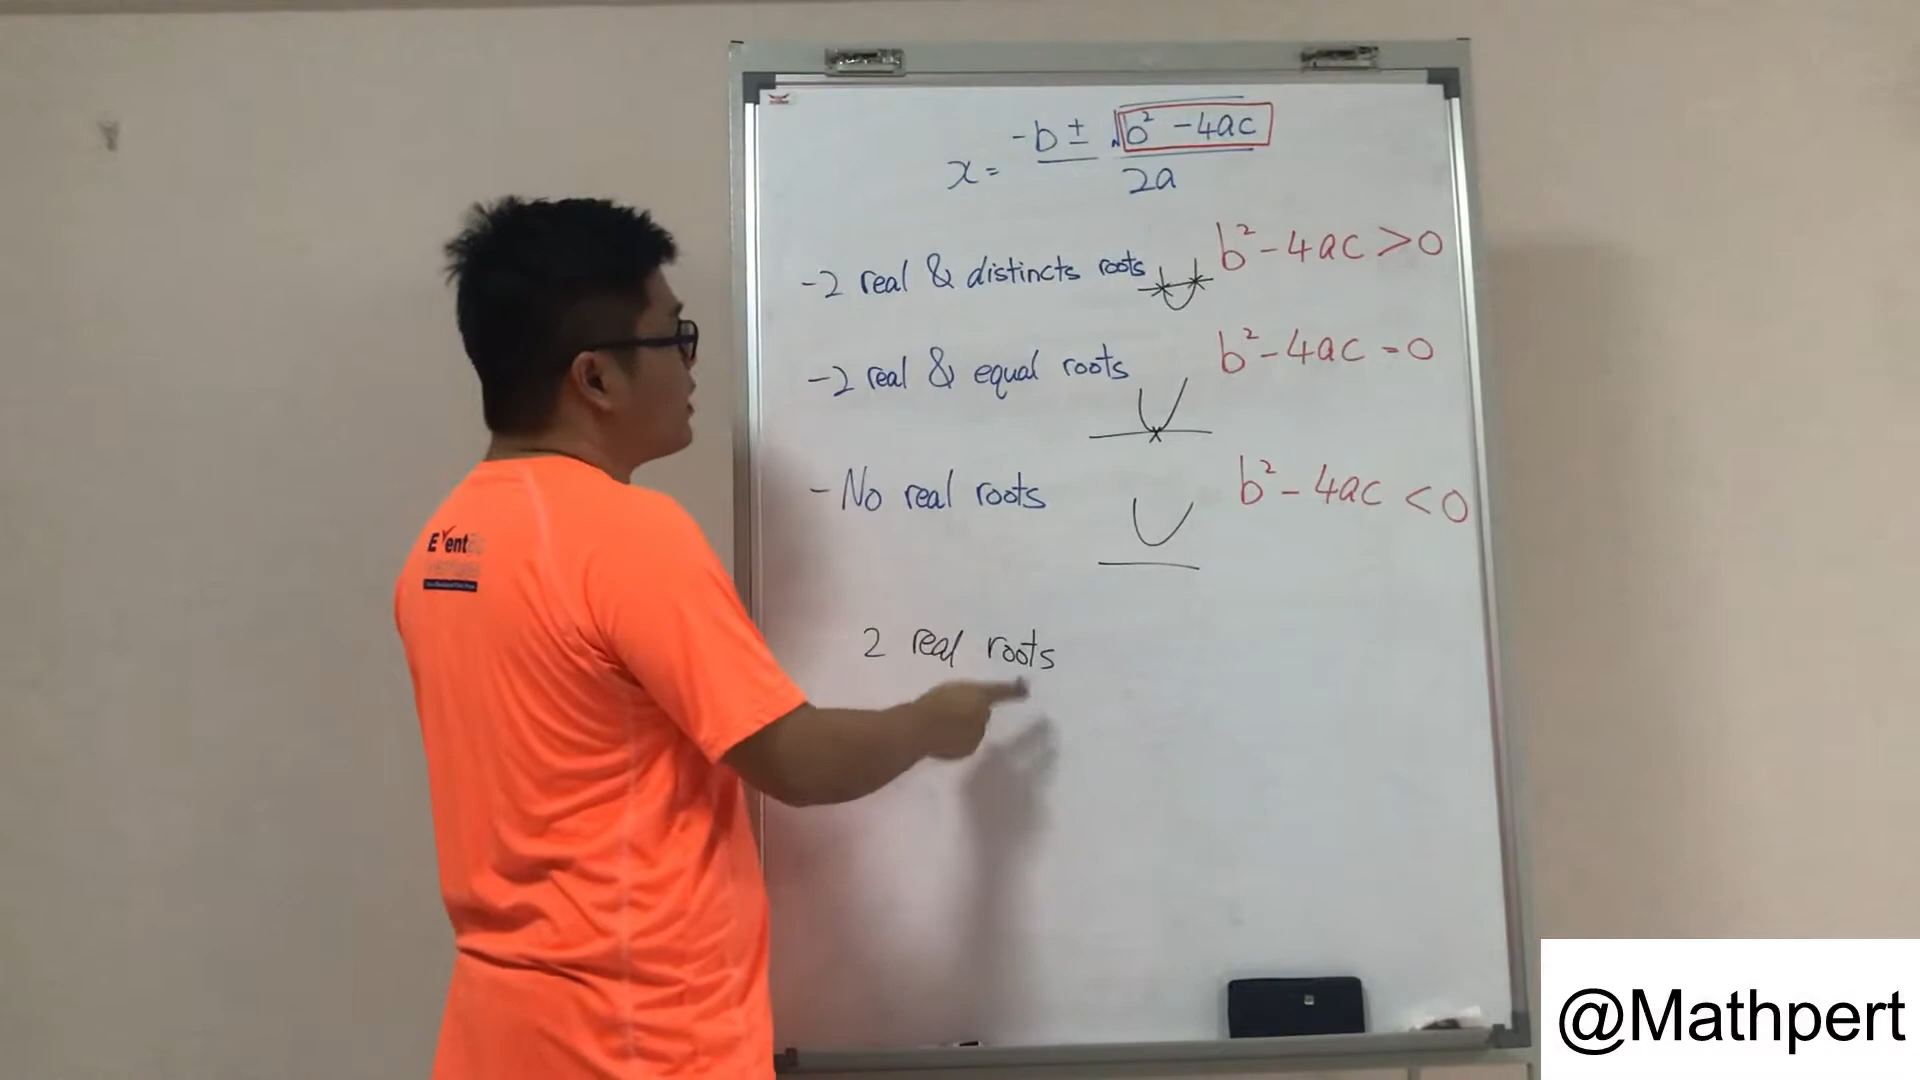 x = -b ± √b² - 4ac
2a
-2 real & distincts roots b² - 4ac > 0
-2 real & equal roots b² - 4ac = 0
- No real roots b² - 4ac < 0
2 real roots
@Mathpert